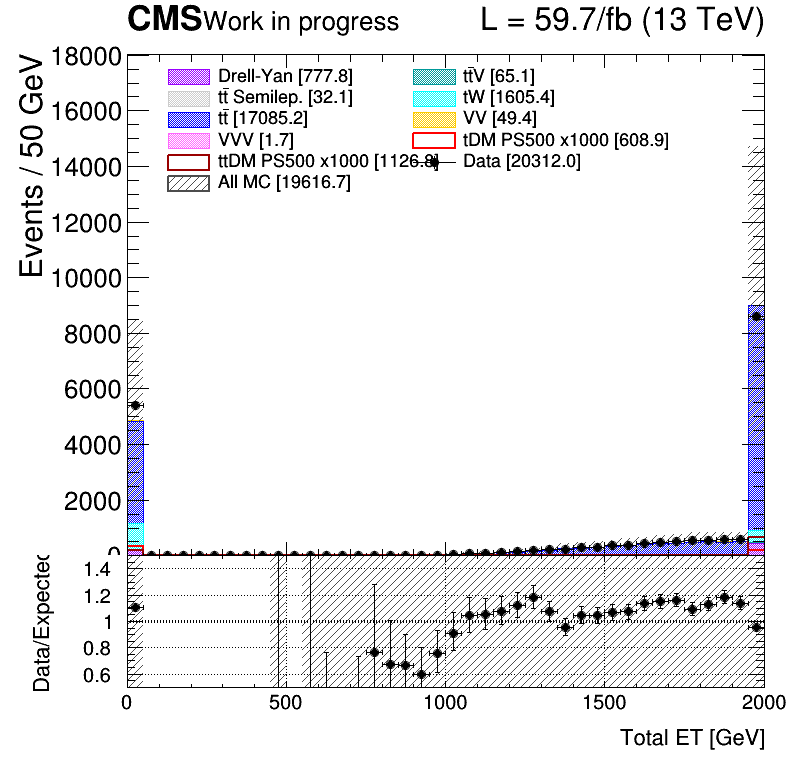 CMS Work in progress L = 59.7/fb (13 TeV)
Events / 50 GeV
18000
16000
14000
12000
10000
8000
6000
4000
2000
0
Drell-Yan [777.8]
tt̄ Semilep. [32.1]
tt̄ [17085.2]
VVV [1.7]
ttDM PS500 x1000 [1126.8]
All MC [19616.7]
tt̄V [65.1]
tW [1605.4]
VV [49.4]
tDM PS500 x1000 [608.9]
Data [20312.0]
Data/Expected
1.4
1.2
1
0.8
0.6
0 500 1000 1500 2000
Total ET [GeV]